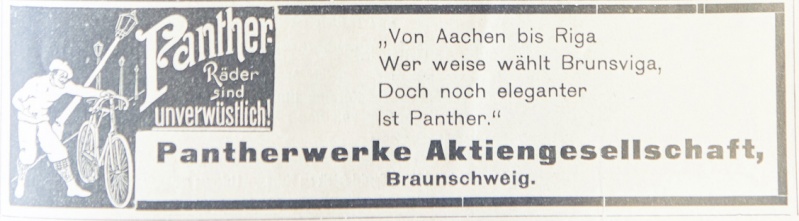 Panther-
Räder
sind
unverwüstlich!
„Von Aachen bis Riga
Wer weise wählt Brunsviga,
Doch noch eleganter
Ist Panther.“
Pantherwerke Aktiengesellschaft,
Braunschweig.